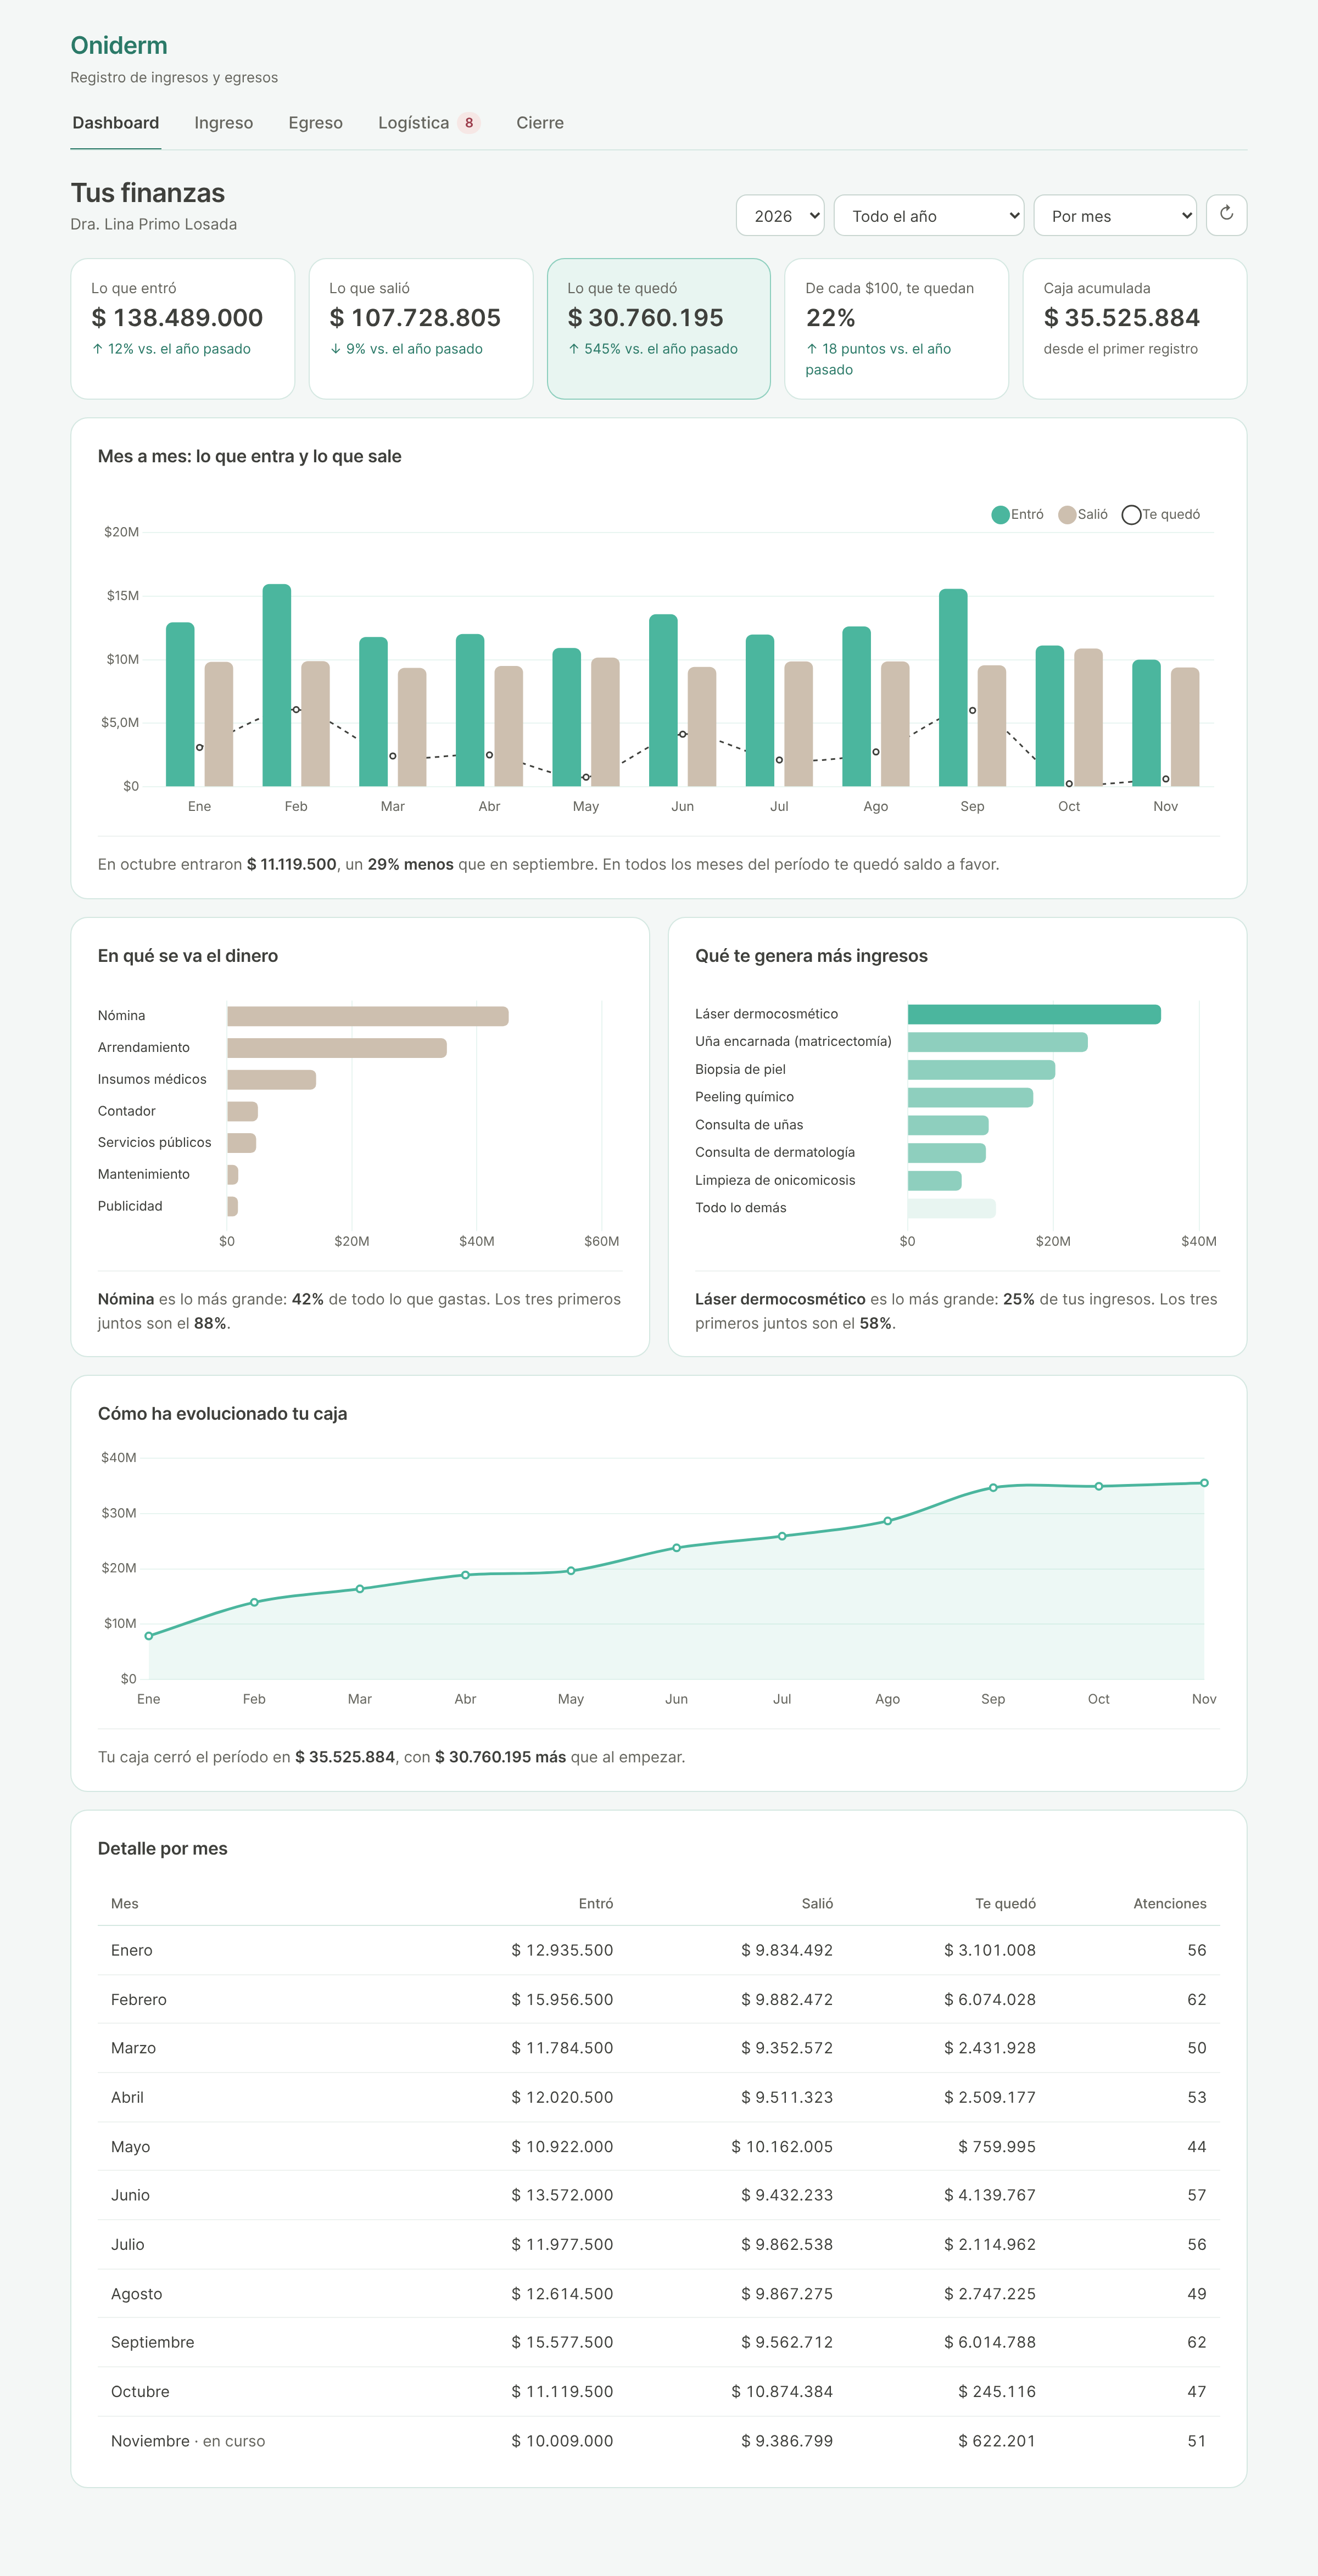 Oniderm
Registro de ingresos y egresos
Dashboard Ingreso Egreso Logística 8 Cierre
Tus finanzas
Dra. Lina Primo Losada
2026 Todo el año Por mes
Lo que entró
$ 138.489.000
↑ 12% vs. el año pasado
Lo que salió
$ 107.728.805
↓ 9% vs. el año pasado
Lo que te quedó
$ 30.760.195
↑ 545% vs. el año pasado
De cada $100, te quedan
22%
↑ 18 puntos vs. el año
pasado
Caja acumulada
$ 35.525.884
desde el primer registro
Mes a mes: lo que entra y lo que sale
Entró Salió Te quedó
$20M
$15M
$10M
$5,0M
$0
Ene Feb Mar Abr May Jun Jul Ago Sep Oct Nov
En octubre entraron $ 11.119.500, un 29% menos que en septiembre. En todos los meses del período te quedó saldo a favor.
En qué se va el dinero
Nómina
Arrendamiento
Insumos médicos
Contador
Servicios públicos
Mantenimiento
Publicidad
$0 $20M $40M $60M
Nómina es lo más grande: 42% de todo lo que gastas. Los tres primeros
juntos son el 88%.
Qué te genera más ingresos
Láser dermocosmético
Uña encarnada (matricectomía)
Biopsia de piel
Peeling químico
Consulta de uñas
Consulta de dermatología
Limpieza de onicomicosis
Todo lo demás
$0 $20M $40M
Láser dermocosmético es lo más grande: 25% de tus ingresos. Los tres
primeros juntos son el 58%.
Cómo ha evolucionado tu caja
$40M
$30M
$20M
$10M
$0
Ene Feb Mar Abr May Jun Jul Ago Sep Oct Nov
Tu caja cerró el período en $ 35.525.884, con $ 30.760.195 más que al empezar.
Detalle por mes
Mes Entró Salió Te quedó Atenciones
Enero $ 12.935.500 $ 9.834.492 $ 3.101.008 56
Febrero $ 15.956.500 $ 9.882.472 $ 6.074.028 62
Marzo $ 11.784.500 $ 9.352.572 $ 2.431.928 50
Abril $ 12.020.500 $ 9.511.323 $ 2.509.177 53
Mayo $ 10.922.000 $ 10.162.005 $ 759.995 44
Junio $ 13.572.000 $ 9.432.233 $ 4.139.767 57
Julio $ 11.977.500 $ 9.862.538 $ 2.114.962 56
Agosto $ 12.614.500 $ 9.867.275 $ 2.747.225 49
Septiembre $ 15.577.500 $ 9.562.712 $ 6.014.788 62
Octubre $ 11.119.500 $ 10.874.384 $ 245.116 47
Noviembre · en curso $ 10.009.000 $ 9.386.799 $ 622.201 51